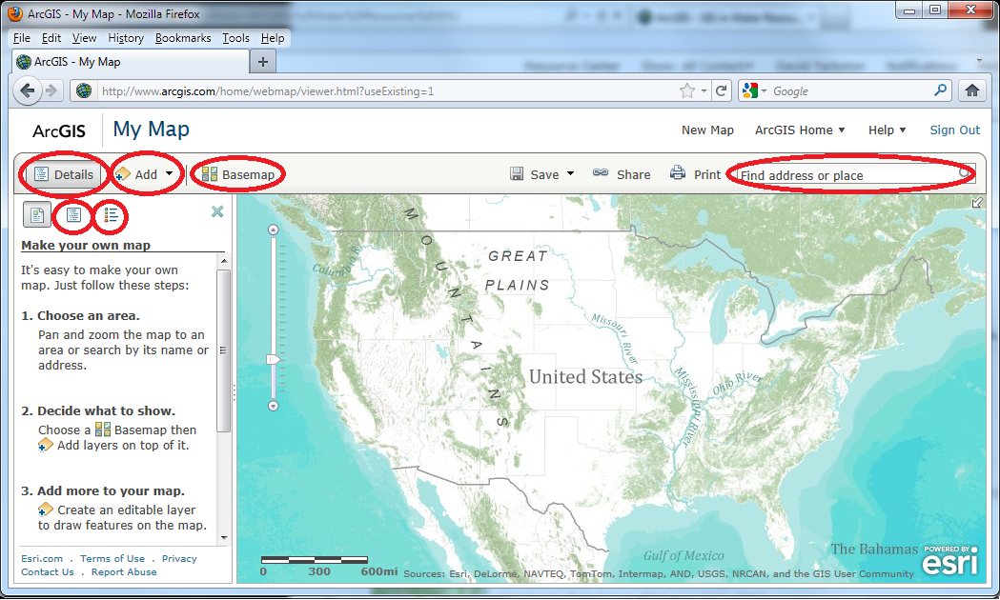 ArcGIS - My Map - Mozilla Firefox
File Edit View History Bookmarks Tools Help
ArcGIS - My Map
http://www.arcgis.com/home/webmap/viewer.html?useExisting=1
Google
ArcGIS My Map
New Map ArcGIS Home Help Sign Out
Details Add Basemap Save Share Print Find address or place
Make your own map
It's easy to make your own
map. Just follow these steps:
1. Choose an area.
Pan and zoom the map to an
area or search by its name or
address.
2. Decide what to show.
Choose a Basemap then
Add layers on top of it.
3. Add more to your map.
Create an editable layer
to draw features on the map.
Esri.com . Terms of Use . Privacy
Contact Us . Report Abuse
MOUNTAINS
GREAT
PLAINS
Columbia R
Missouri River
United States
Mississippi River
Ohio River
Gulf of Mexico
The Bahamas
POWERED BY
esri
0 300 600mi
Sources: Esri, DeLorme, NAVTEQ, TomTom, Intermap, AND, USGS, NRCAN, and the GIS User Community